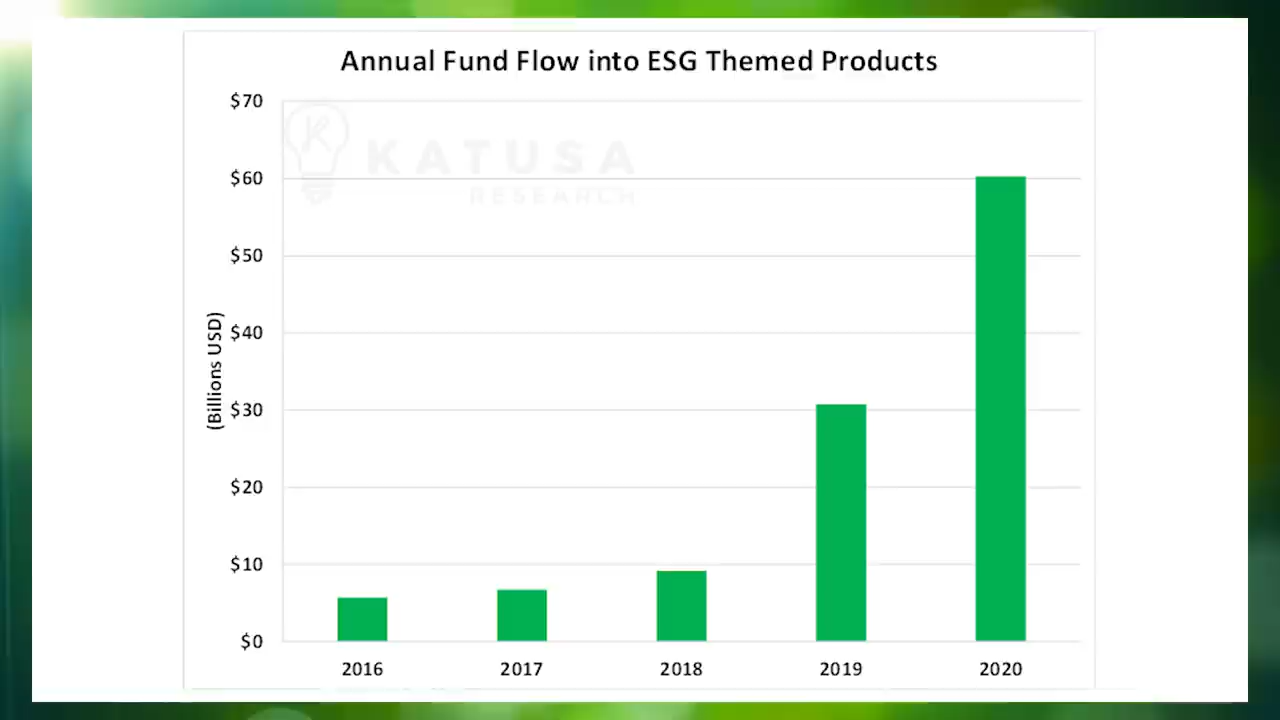 Annual Fund Flow into ESG Themed Products
KATUSA
RESEARCH
$70
$60
$50
$40
$30
$20
$10
$0
(Billions USD)
2016 2017 2018 2019 2020